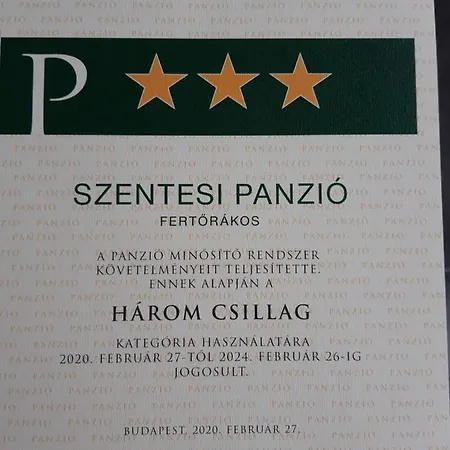 P
SZENTESI PANZIÓ
FERTŐRÁKOS
A PANZIÓ MINŐSÍTŐ RENDSZER
KÖVETELMÉNYEIT TELJESÍTETTE.
ENNEK ALAPJÁN A
HÁROM CSILLAG
KATEGÓRIA HASZNÁLATÁRA
2020. FEBRUÁR 27-TŐL 2024. FEBRUÁR 26-IG
JOGOSULT.
BUDAPEST, 2020. FEBRUÁR 27.